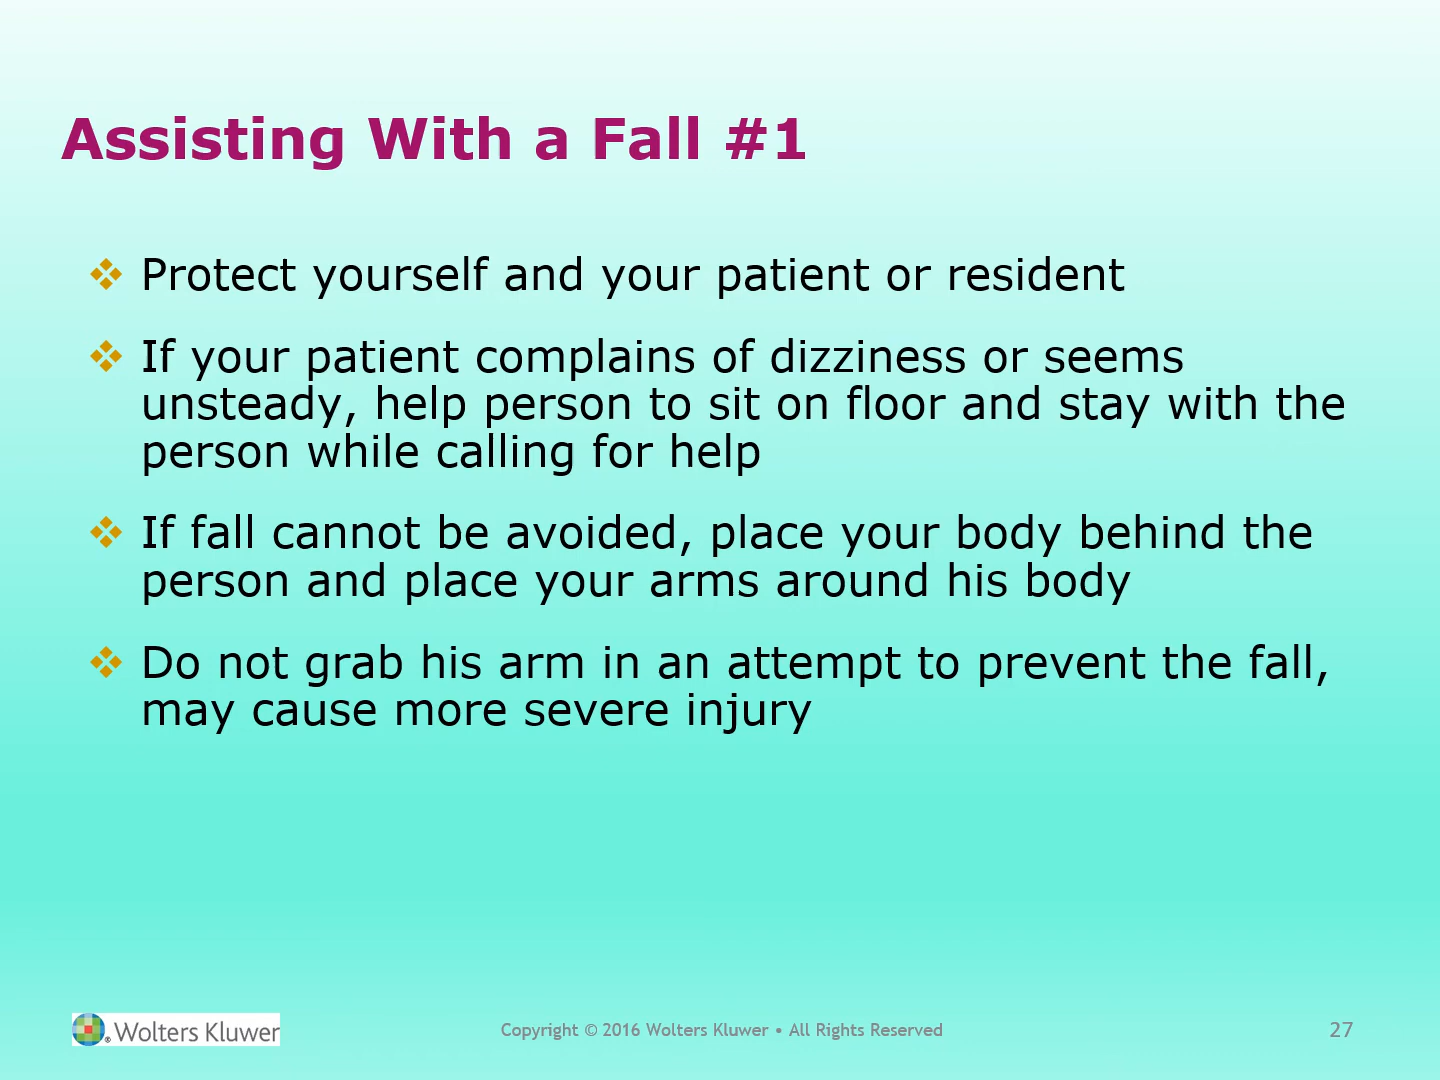 Assisting With a Fall #1
❖ Protect yourself and your patient or resident
❖ If your patient complains of dizziness or seems
unsteady, help person to sit on floor and stay with the
person while calling for help
❖ If fall cannot be avoided, place your body behind the
person and place your arms around his body
❖ Do not grab his arm in an attempt to prevent the fall,
may cause more severe injury
® Wolters Kluwer
Copyright © 2016 Wolters Kluwer • All Rights Reserved
27